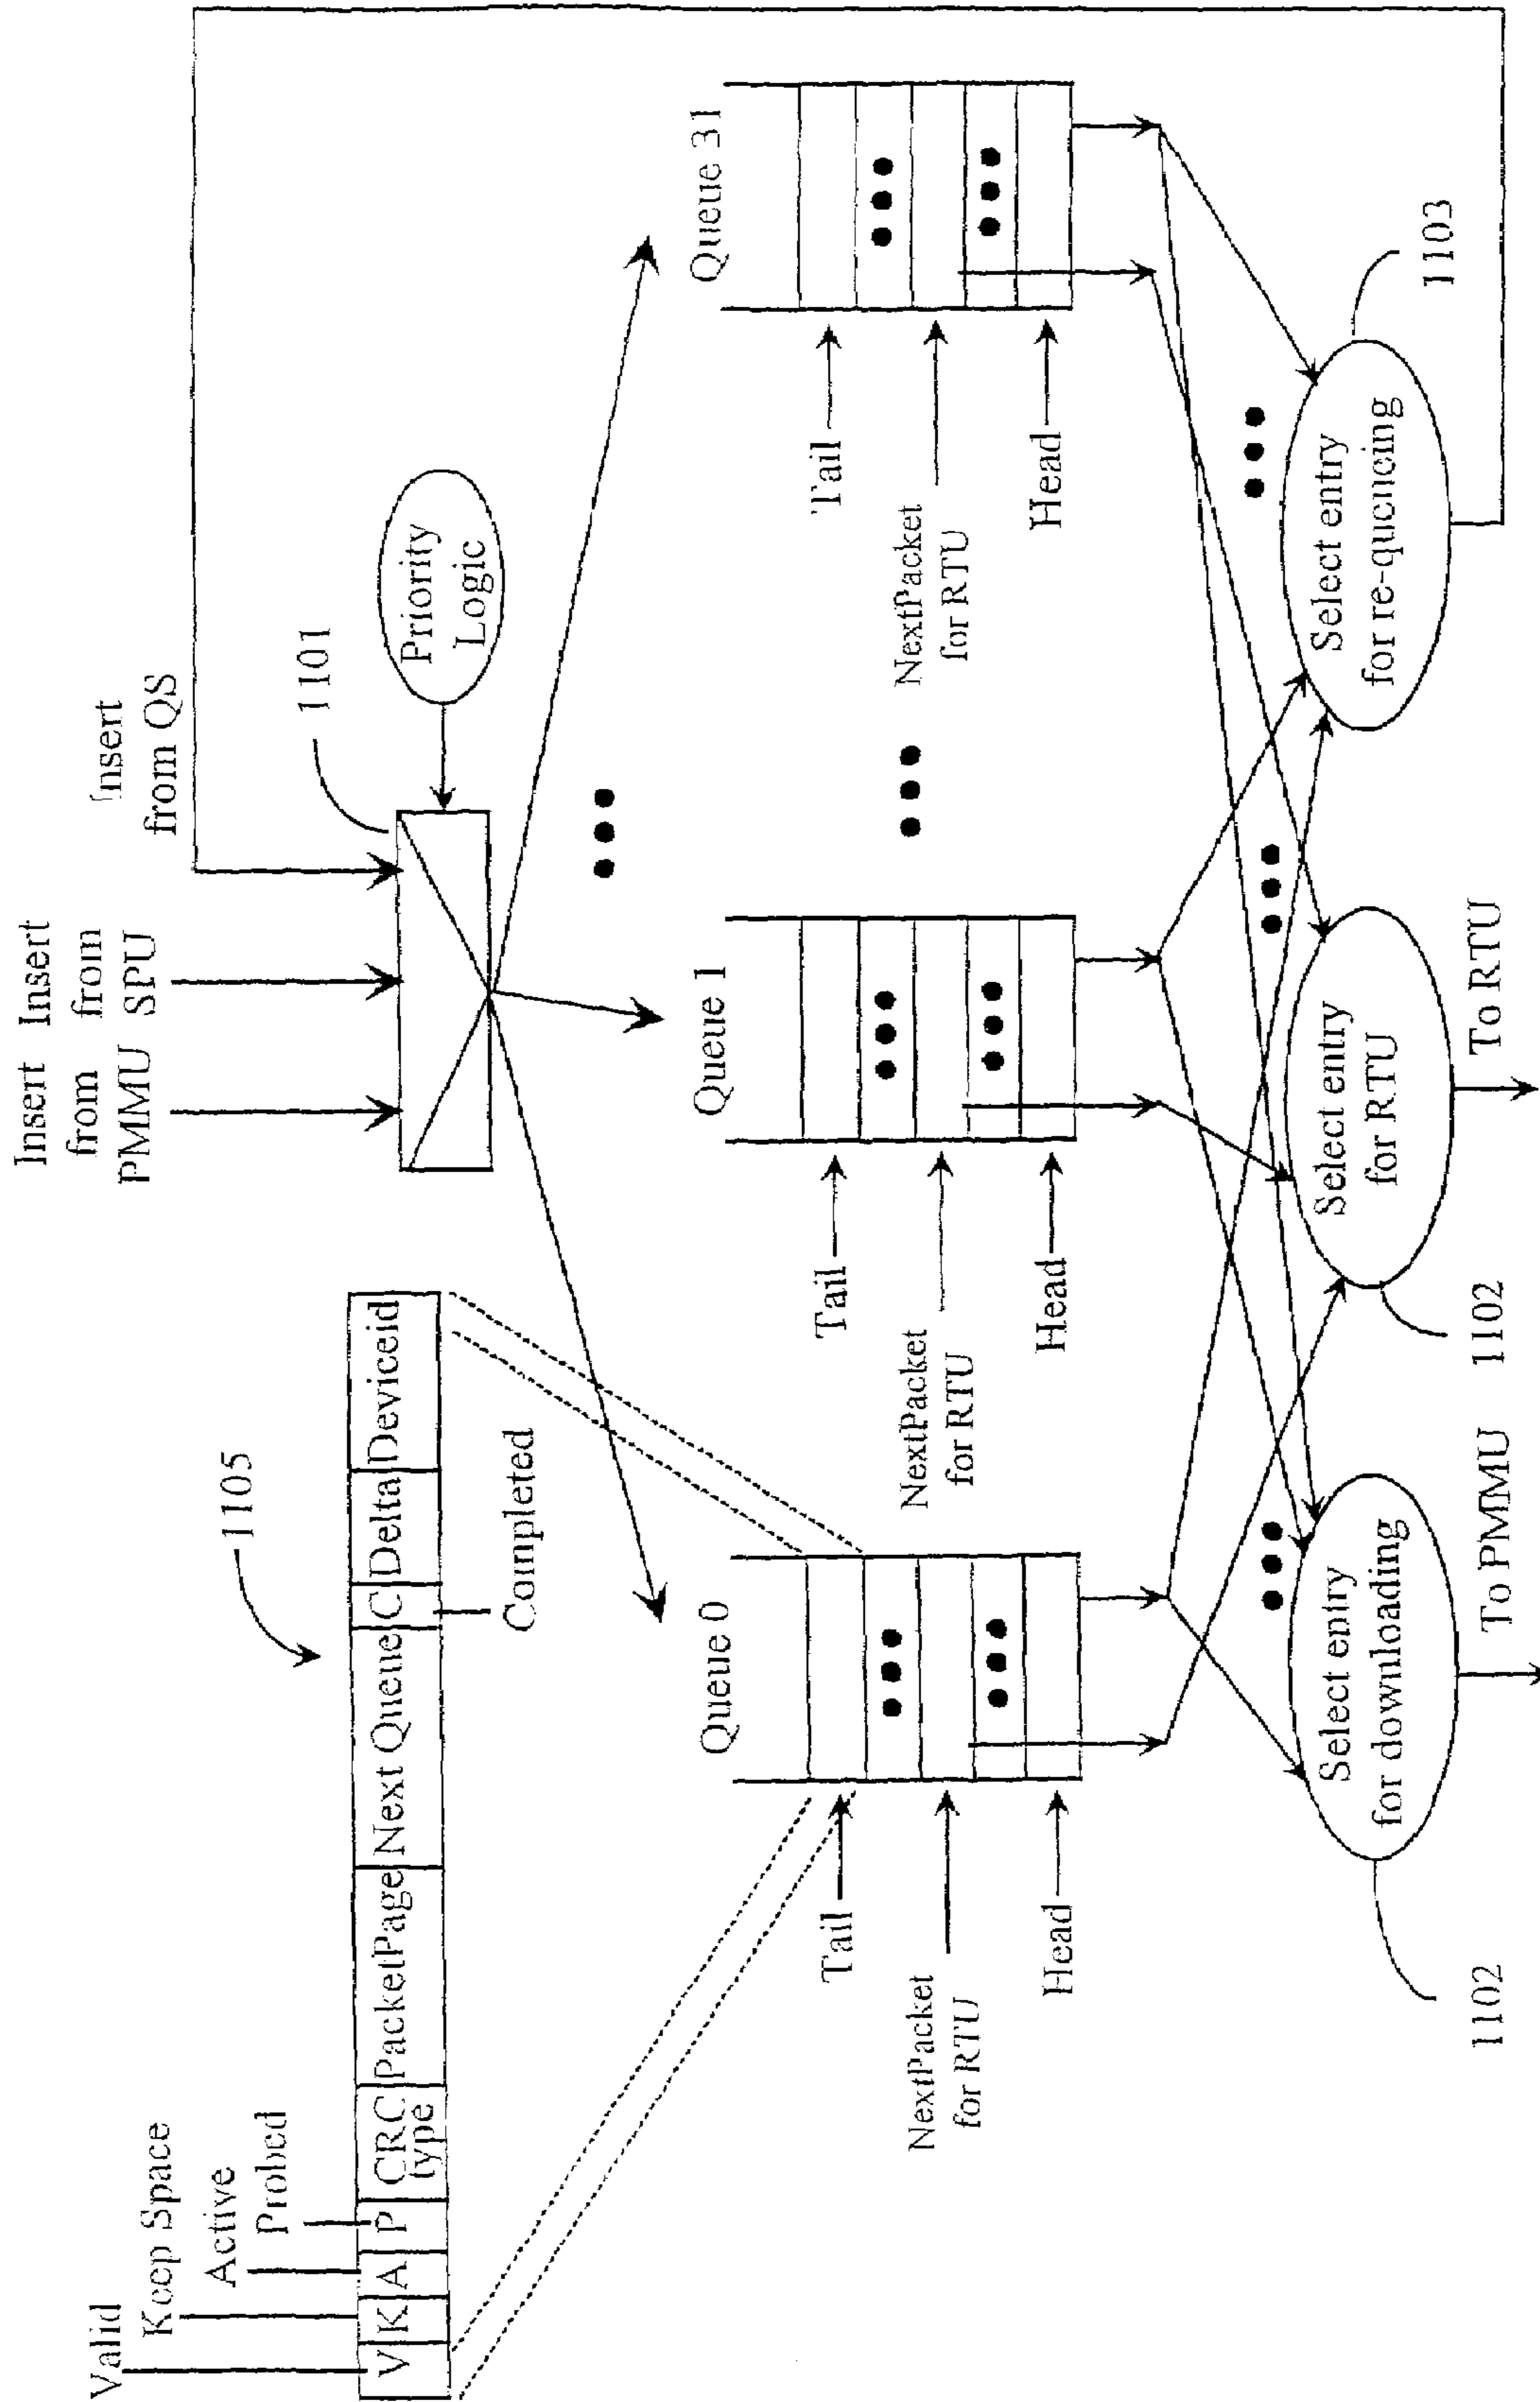 Valid
Keep Space
Active
Probed
V K A P CRC type PacketPage Next Queue C Delta Deviceid
Completed
1105
Insert from PMMU
Insert from SPU
Insert from QS
1101
Priority
Logic
Queue 0
Tail
NextPacket
for RTU
Head
Queue 1
Tail
NextPacket
for RTU
Head
Queue 31
Tail
NextPacket
for RTU
Head
Select entry
for downloading
1102
To PMMU
Select entry
for RTU
1102
To RTU
Select entry
for re-queuing
1103